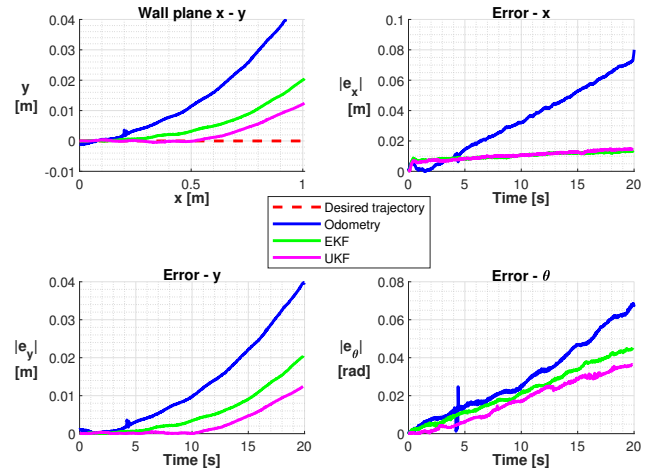 Wall plane x - y
0.04
0.03
0.02
0.01
0
-0.01
y
[m]
0
0.5
1
x [m]
Error - x
0.1
0.08
0.06
0.04
0.02
0
|e_x|
[m]
0
5
10
15
20
Time [s]
Desired trajectory
Odometry
EKF
UKF
Error - y
0.04
0.03
0.02
0.01
0
|e_y|
[m]
0
5
10
15
20
Time [s]
Error - θ
0.08
0.06
0.04
0.02
0
|e_θ|
[rad]
0
5
10
15
20
Time [s]